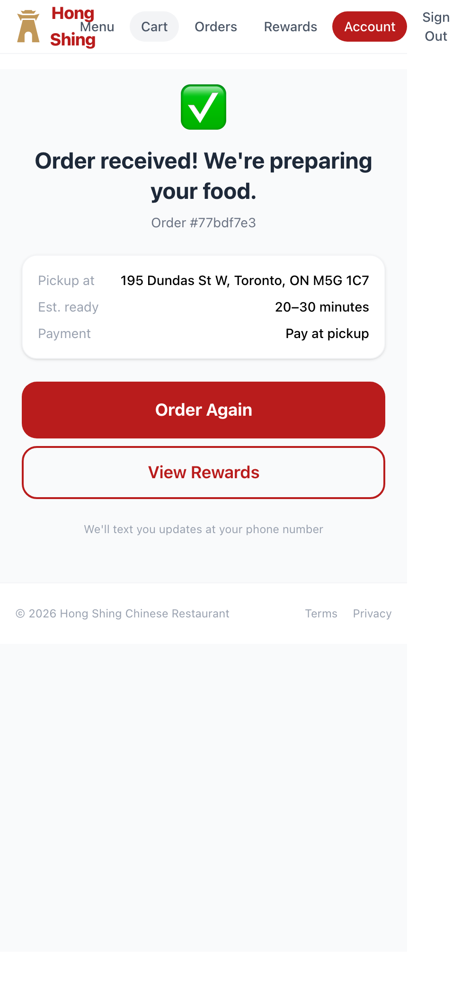 Hong
Shing
Menu
Cart
Orders
Rewards
Account
Sign
Out
Order received! We're preparing
your food.
Order #77bdf7e3
Pickup at 195 Dundas St W, Toronto, ON M5G 1C7
Est. ready 20–30 minutes
Payment Pay at pickup
Order Again
View Rewards
We'll text you updates at your phone number
© 2026 Hong Shing Chinese Restaurant Terms Privacy